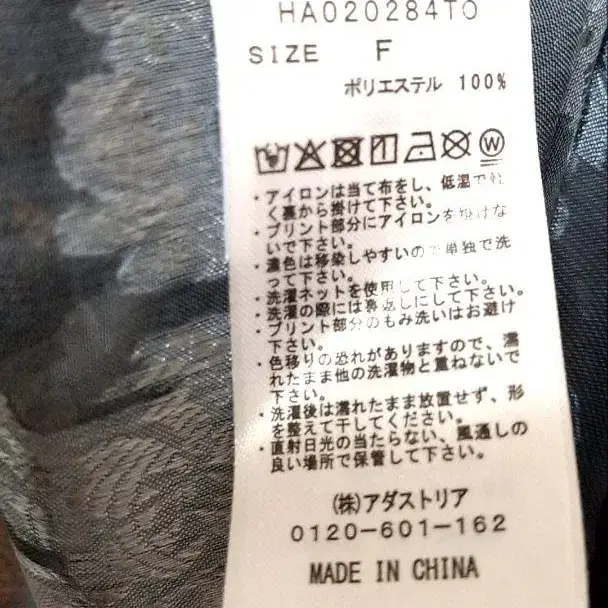 HA020284TO
SIZE F
ポリエステル 100%
W
・アイロンは当て布をし、低温で軽
く裏から掛けて下さい。
・プリント部分にアイロンを掛けな
いで下さい。
・濃色は移染しやすいので単独で洗
って下さい。
・洗濯ネットを使用して下さい。
・洗濯の際には裏返しにして下さい。
・プリント部分のもみ洗いはお避け
下さい。
・色移りの恐れがありますので、濡
れたまま他の洗濯物と重ねないで
下さい。
・洗濯後は濡れたまま放置せず、形
を整えて干してください。
・直射日光の当たらない、風通しの
良い場所で保管して下さい。
(株)アダストリア
0120-601-162
MADE IN CHINA